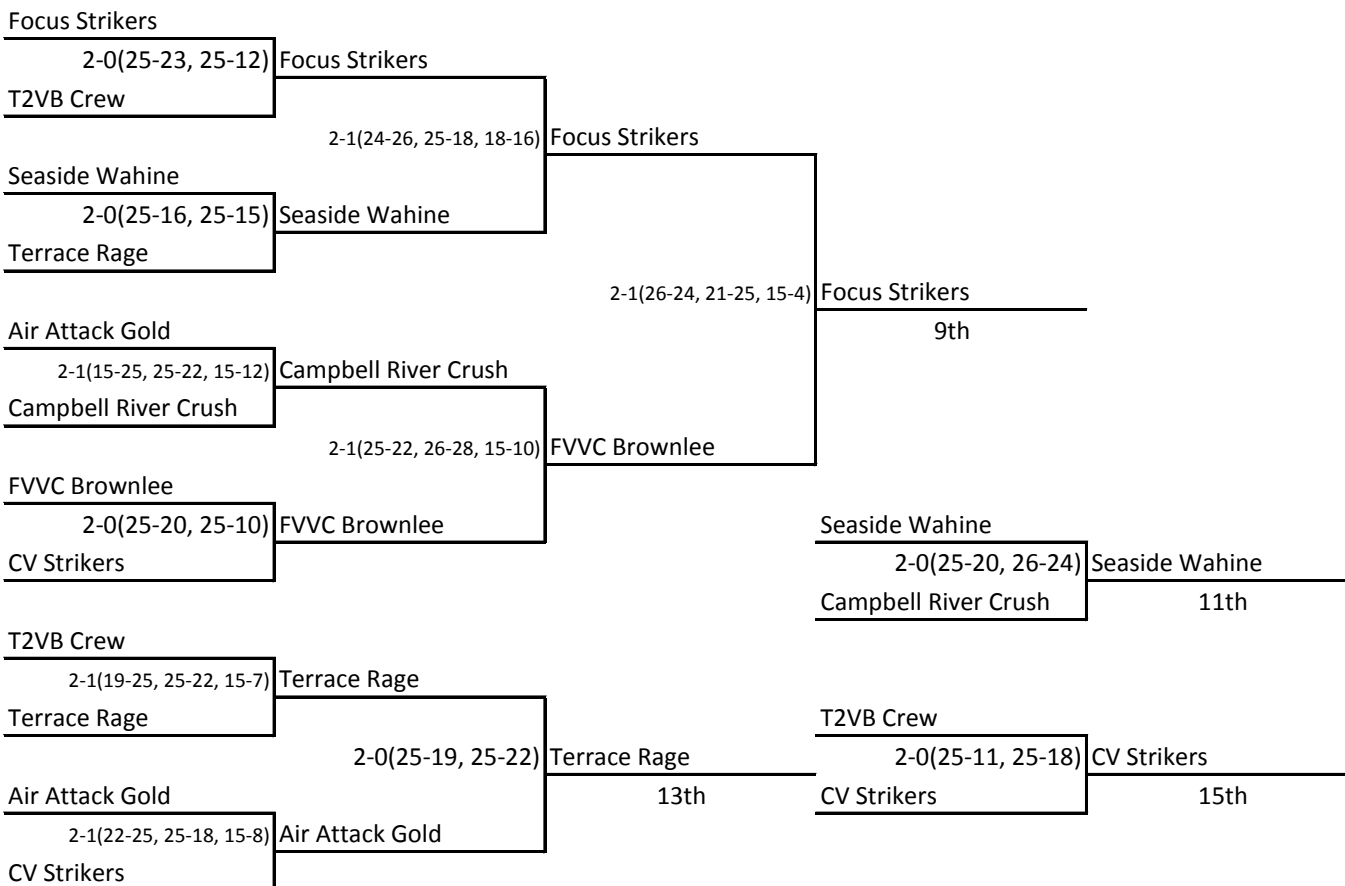 Focus Strikers
2-0(25-23, 25-12) Focus Strikers
T2VB Crew
2-1(24-26, 25-18, 18-16) Focus Strikers
Seaside Wahine
2-0(25-16, 25-15) Seaside Wahine
Terrace Rage
2-1(26-24, 21-25, 15-4) Focus Strikers
Air Attack Gold 9th
2-1(15-25, 25-22, 15-12) Campbell River Crush
Campbell River Crush
2-1(25-22, 26-28, 15-10) FVVC Brownlee
FVVC Brownlee
2-0(25-20, 25-10) FVVC Brownlee Seaside Wahine
CV Strikers 2-0(25-20, 26-24) Seaside Wahine
Campbell River Crush 11th
T2VB Crew
2-1(19-25, 25-22, 15-7) Terrace Rage
Terrace Rage T2VB Crew
2-0(25-19, 25-22) Terrace Rage 2-0(25-11, 25-18) CV Strikers
Air Attack Gold 13th CV Strikers 15th
2-1(22-25, 25-18, 15-8) Air Attack Gold
CV Strikers